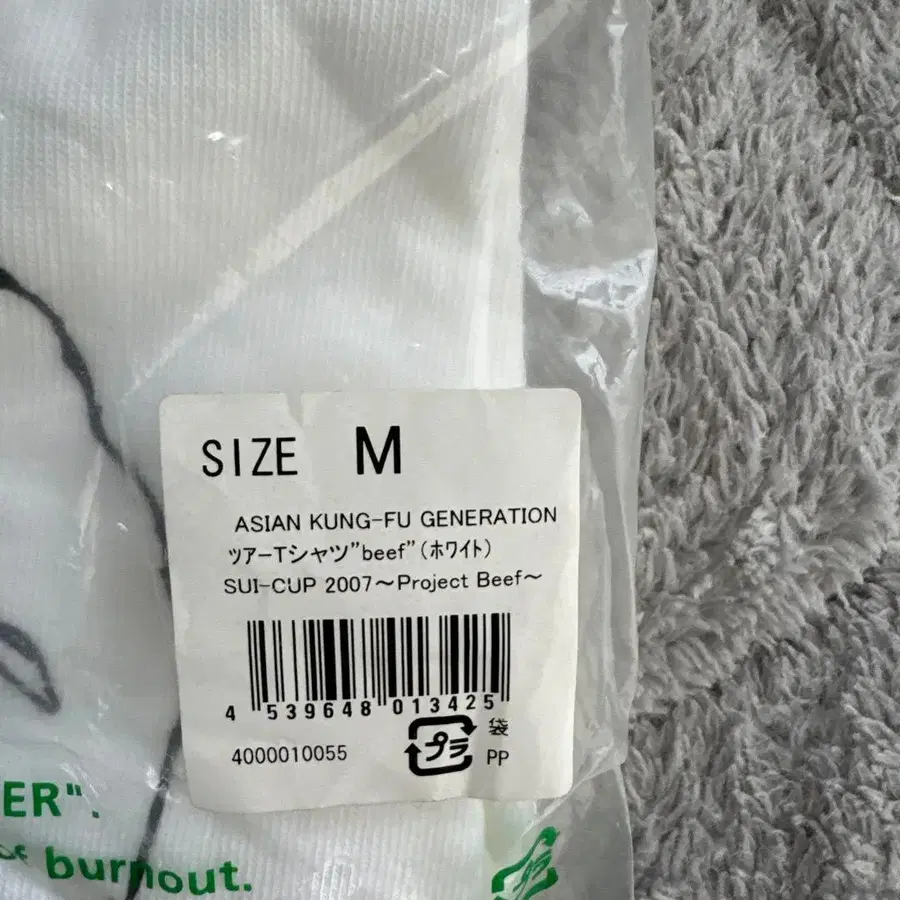 SIZE M
ASIAN KUNG-FU GENERATION
ツアーTシャツ"beef"(ホワイト)
SUI-CUP 2007～Project Beef～
4 539648 013425
4000010055
プラ
袋
PP
ER".
of burnout.